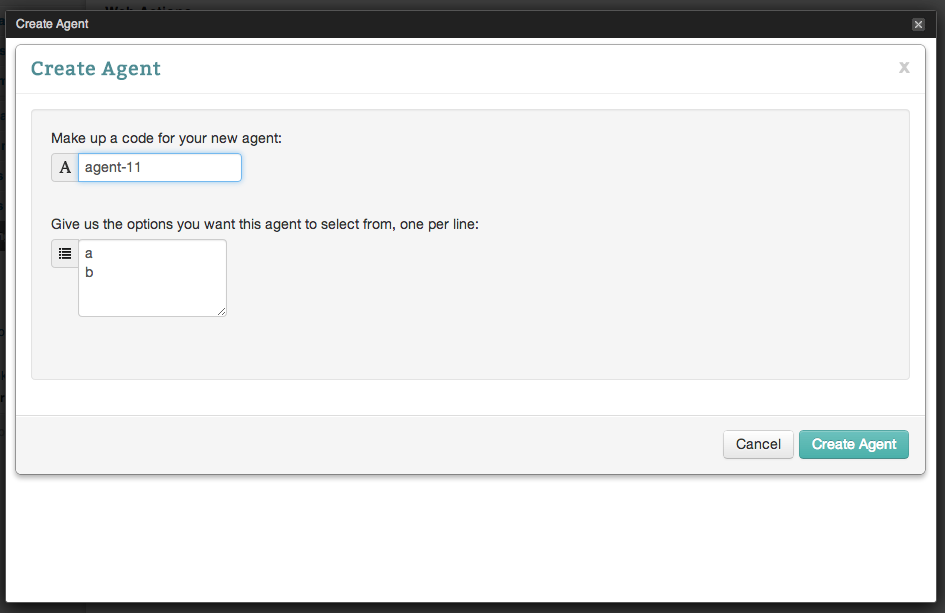 Create Agent
Create Agent
x
Make up a code for your new agent:
A agent-11
Give us the options you want this agent to select from, one per line:
a
b
Cancel Create Agent